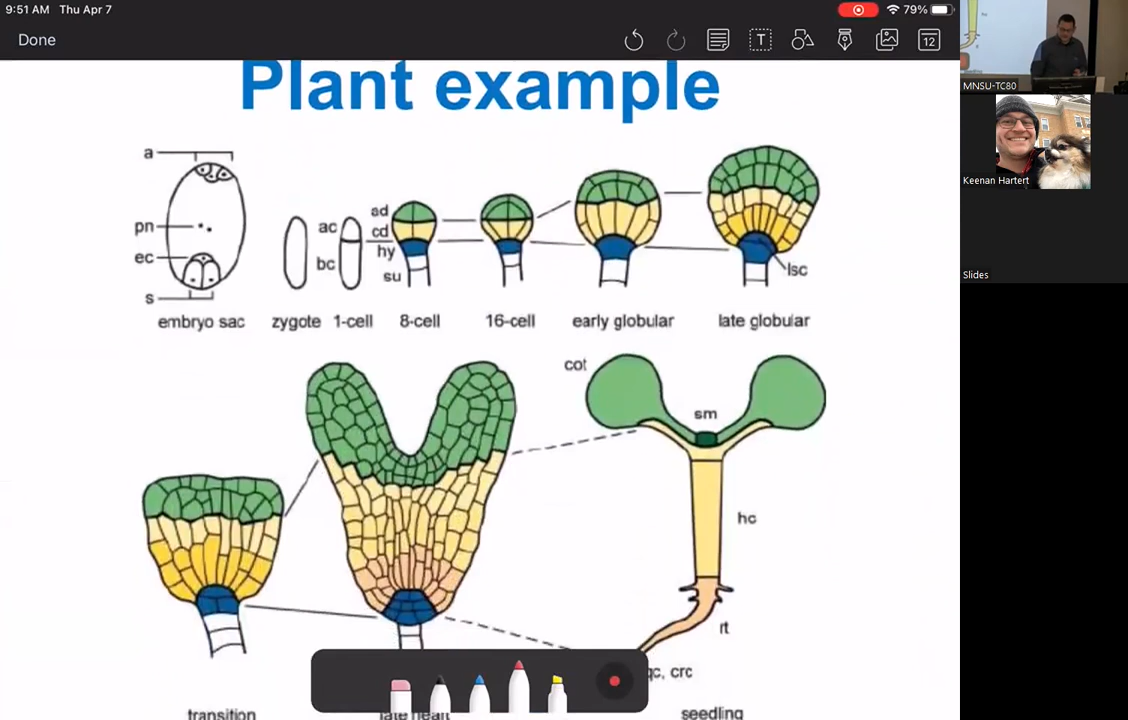 9:51 AM Thu Apr 7
79%
Done
T
12
Plant example
a
pn
ec
s
ac
bc
ad
cd
hy
su
lsc
embryo sac
zygote
1-cell
8-cell
16-cell
early globular
late globular
cot
sm
hc
rt
qc, crc
transition
late heart
seedling
MNSU-TC80
Keenan Hartert
Slides